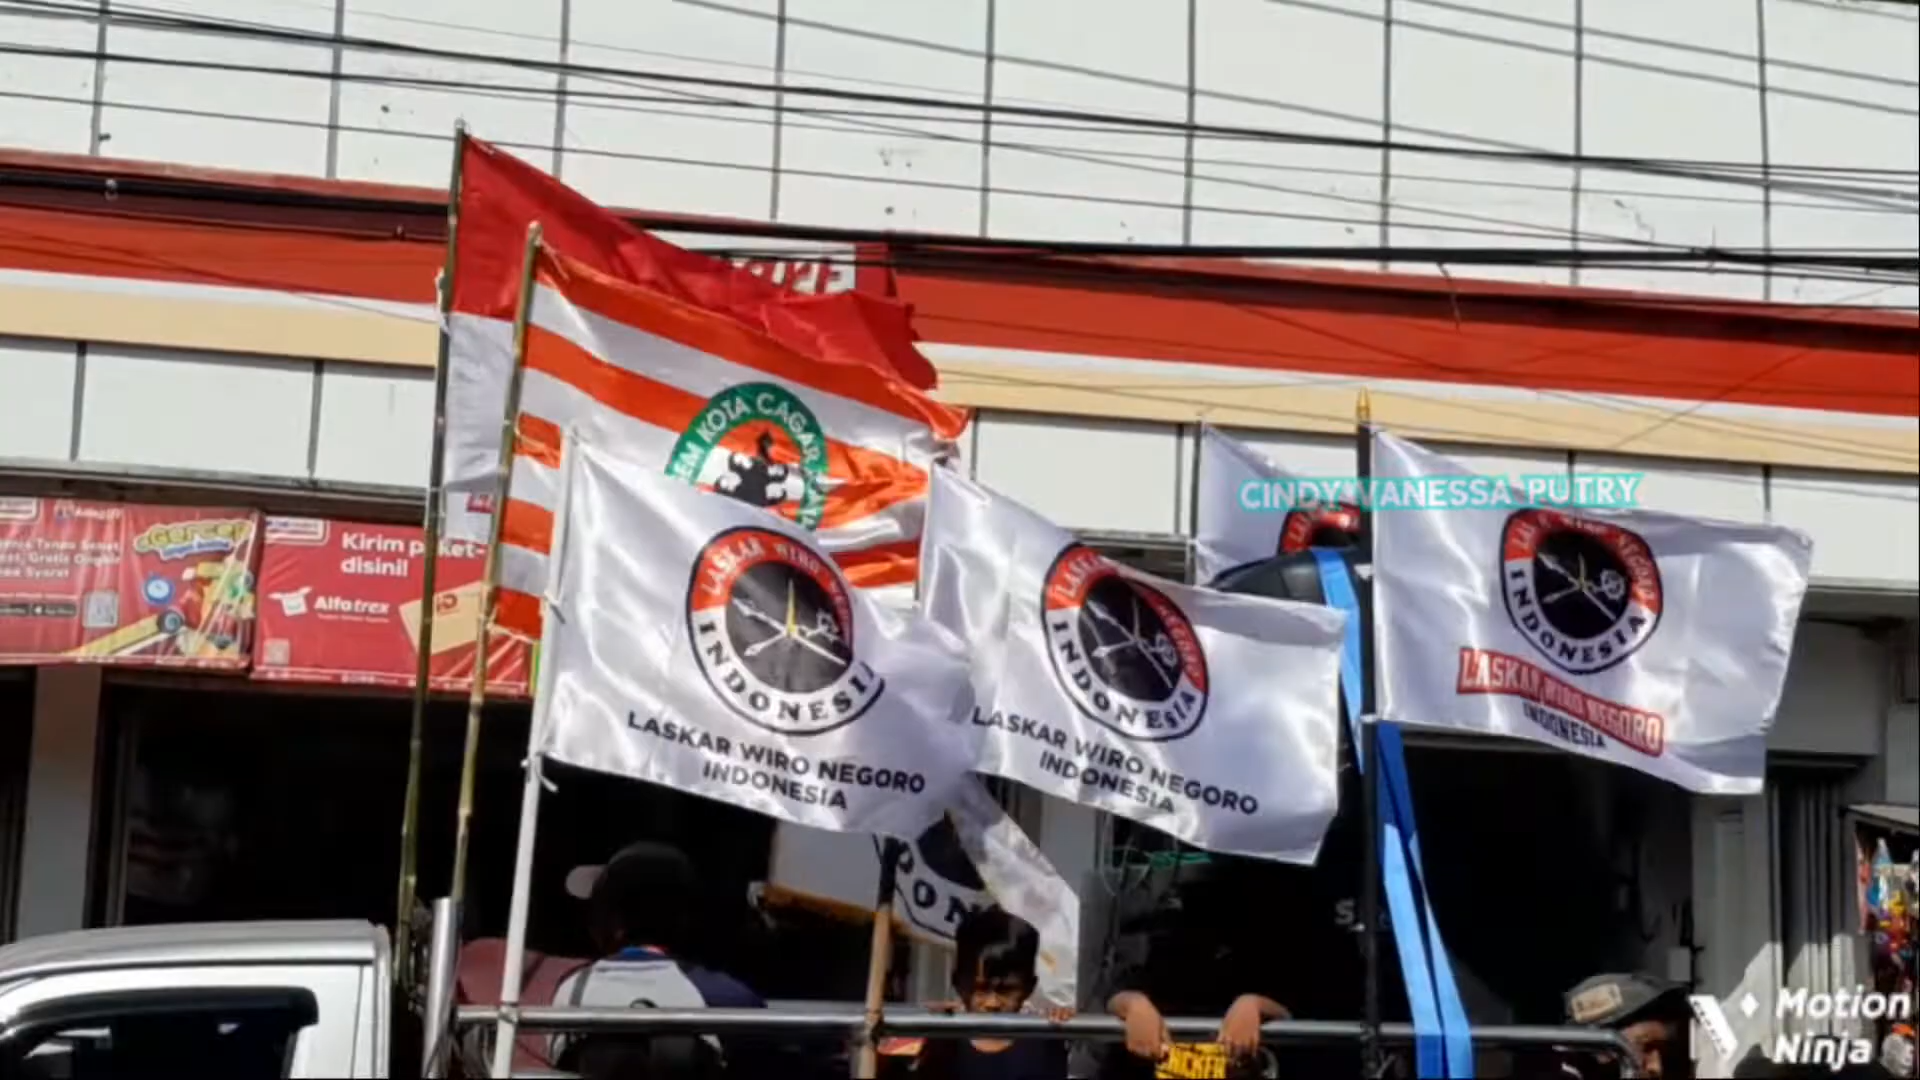 EM KOTA CAGAR
CINDY VANESSA PUTRY
Kirim paket-
disini!
Alfatrex
LASKAR WIRO NEGORO
INDONESIA
LASKAR WIRO NEGORO
INDONESIA
LASKAR WIRO NEGORO
INDONESIA
LASKAR WIRO NEGORO
INDONESIA
LASKAR WIRO NEGORO
INDONESIA
LASKAR WIRO NEGORO
INDONESIA
Motion
Ninja